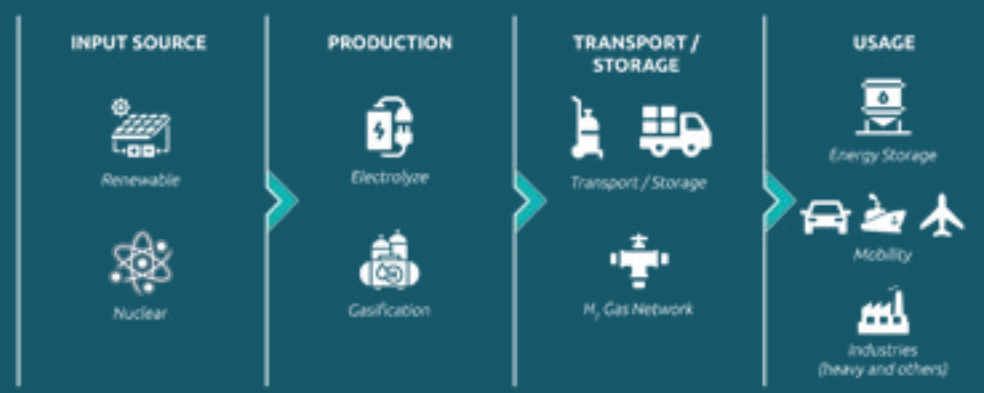 INPUT SOURCE
Renewable
Nuclear
PRODUCTION
Electrolyze
Gasification
TRANSPORT /
STORAGE
Transport / Storage
H₂ Gas Network
USAGE
Energy Storage
Mobility
Industries
(heavy and others)